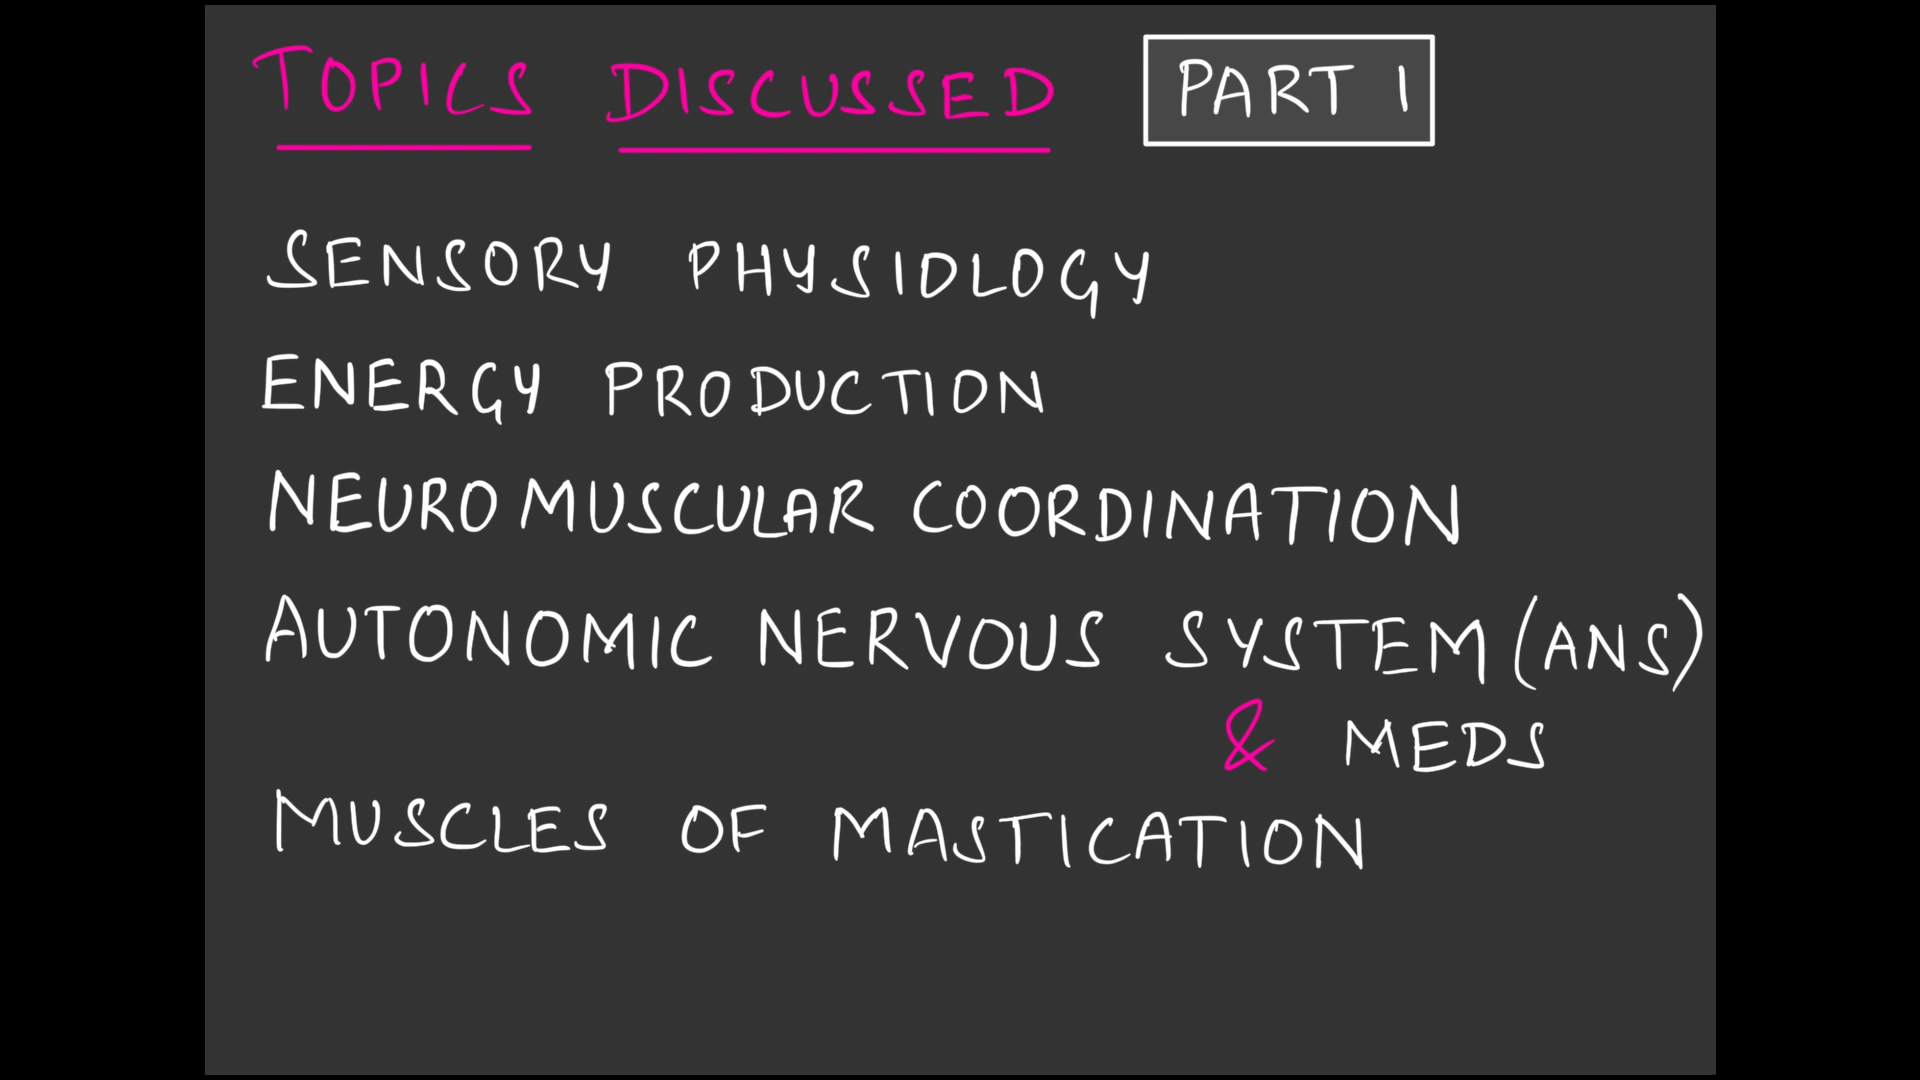 TOPICS DISCUSSED PART 1
SENSORY PHYSIOLOGY
ENERGY PRODUCTION
NEUROMUSCULAR COORDINATION
AUTONOMIC NERVOUS SYSTEM (ANS)
& MEDS
MUSCLES OF MASTICATION